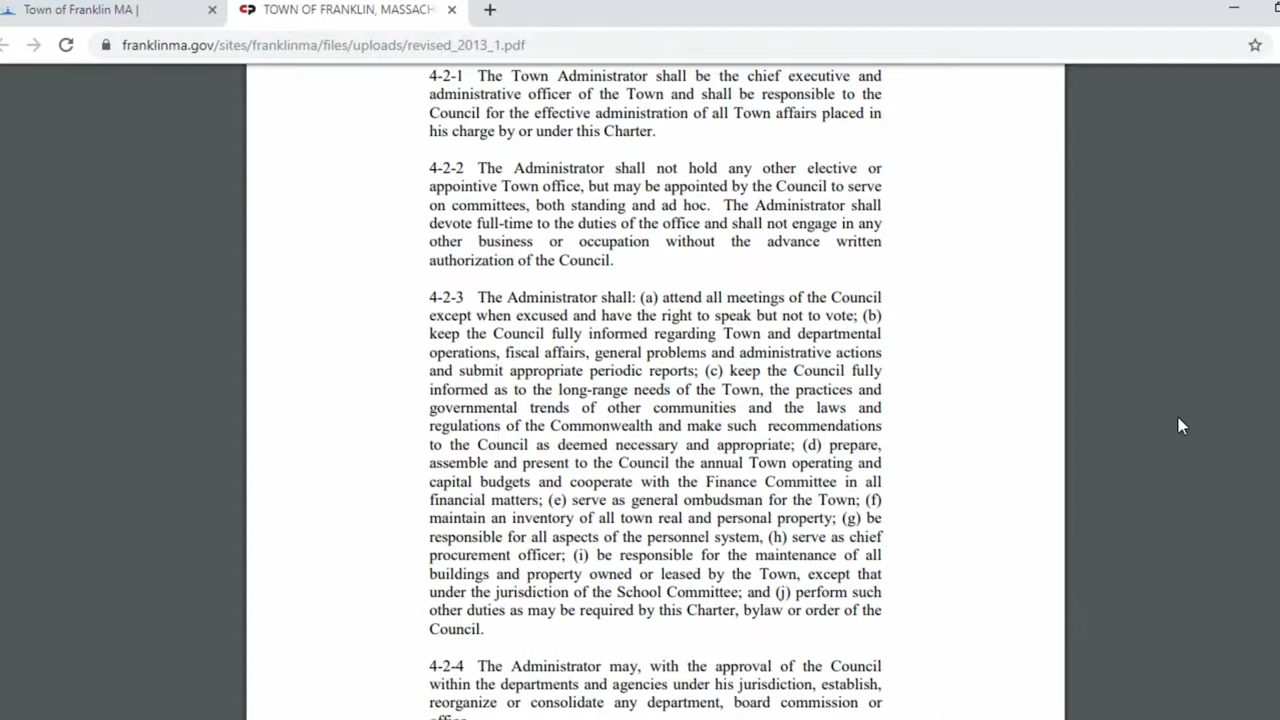 Town of Franklin MA |
TOWN OF FRANKLIN, MASSACH
franklinma.gov/sites/franklinma/files/uploads/revised_2013_1.pdf
4-2-1 The Town Administrator shall be the chief executive and
administrative officer of the Town and shall be responsible to the
Council for the effective administration of all Town affairs placed in
his charge by or under this Charter.
4-2-2 The Administrator shall not hold any other elective or
appointive Town office, but may be appointed by the Council to serve
on committees, both standing and ad hoc. The Administrator shall
devote full-time to the duties of the office and shall not engage in any
other business or occupation without the advance written
authorization of the Council.
4-2-3 The Administrator shall: (a) attend all meetings of the Council
except when excused and have the right to speak but not to vote; (b)
keep the Council fully informed regarding Town and departmental
operations, fiscal affairs, general problems and administrative actions
and submit appropriate periodic reports; (c) keep the Council fully
informed as to the long-range needs of the Town, the practices and
governmental trends of other communities and the laws and
regulations of the Commonwealth and make such recommendations
to the Council as deemed necessary and appropriate; (d) prepare,
assemble and present to the Council the annual Town operating and
capital budgets and cooperate with the Finance Committee in all
financial matters; (e) serve as general ombudsman for the Town; (f)
maintain an inventory of all town real and personal property; (g) be
responsible for all aspects of the personnel system, (h) serve as chief
procurement officer; (i) be responsible for the maintenance of all
buildings and property owned or leased by the Town, except that
under the jurisdiction of the School Committee; and (j) perform such
other duties as may be required by this Charter, bylaw or order of the
Council.
4-2-4 The Administrator may, with the approval of the Council
within the departments and agencies under his jurisdiction, establish,
reorganize or consolidate any department, board commission or